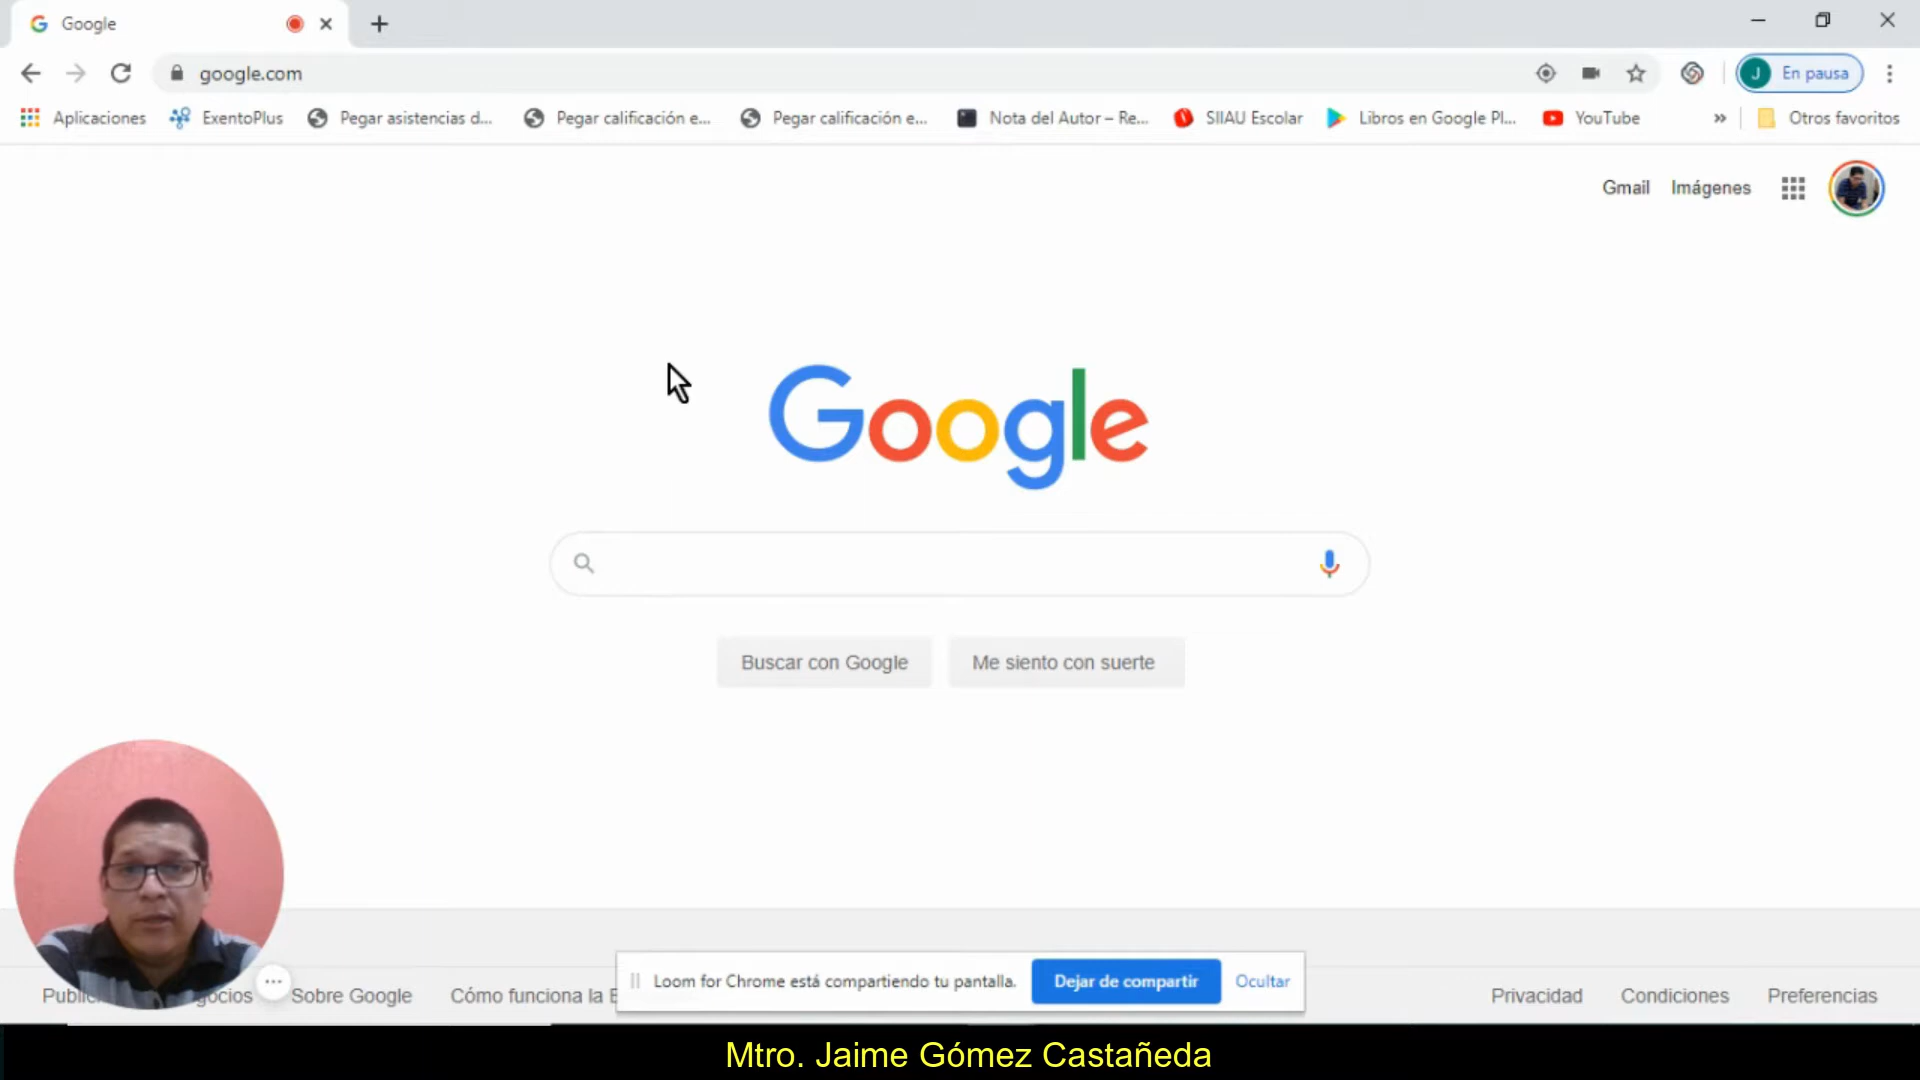 Google
google.com
En pausa
J
Aplicaciones
ExentoPlus
Pegar asistencias d...
Pegar calificación e...
Pegar calificación e...
Nota del Autor – Re...
SIIAU Escolar
Libros en Google Pl...
YouTube
»
Otros favoritos
Gmail
Imágenes
Google
Buscar con Google
Me siento con suerte
Loom for Chrome está compartiendo tu pantalla.
Dejar de compartir
Ocultar
Sobre Google
Cómo funciona la
Privacidad
Condiciones
Preferencias
Mtro. Jaime Gómez Castañeda